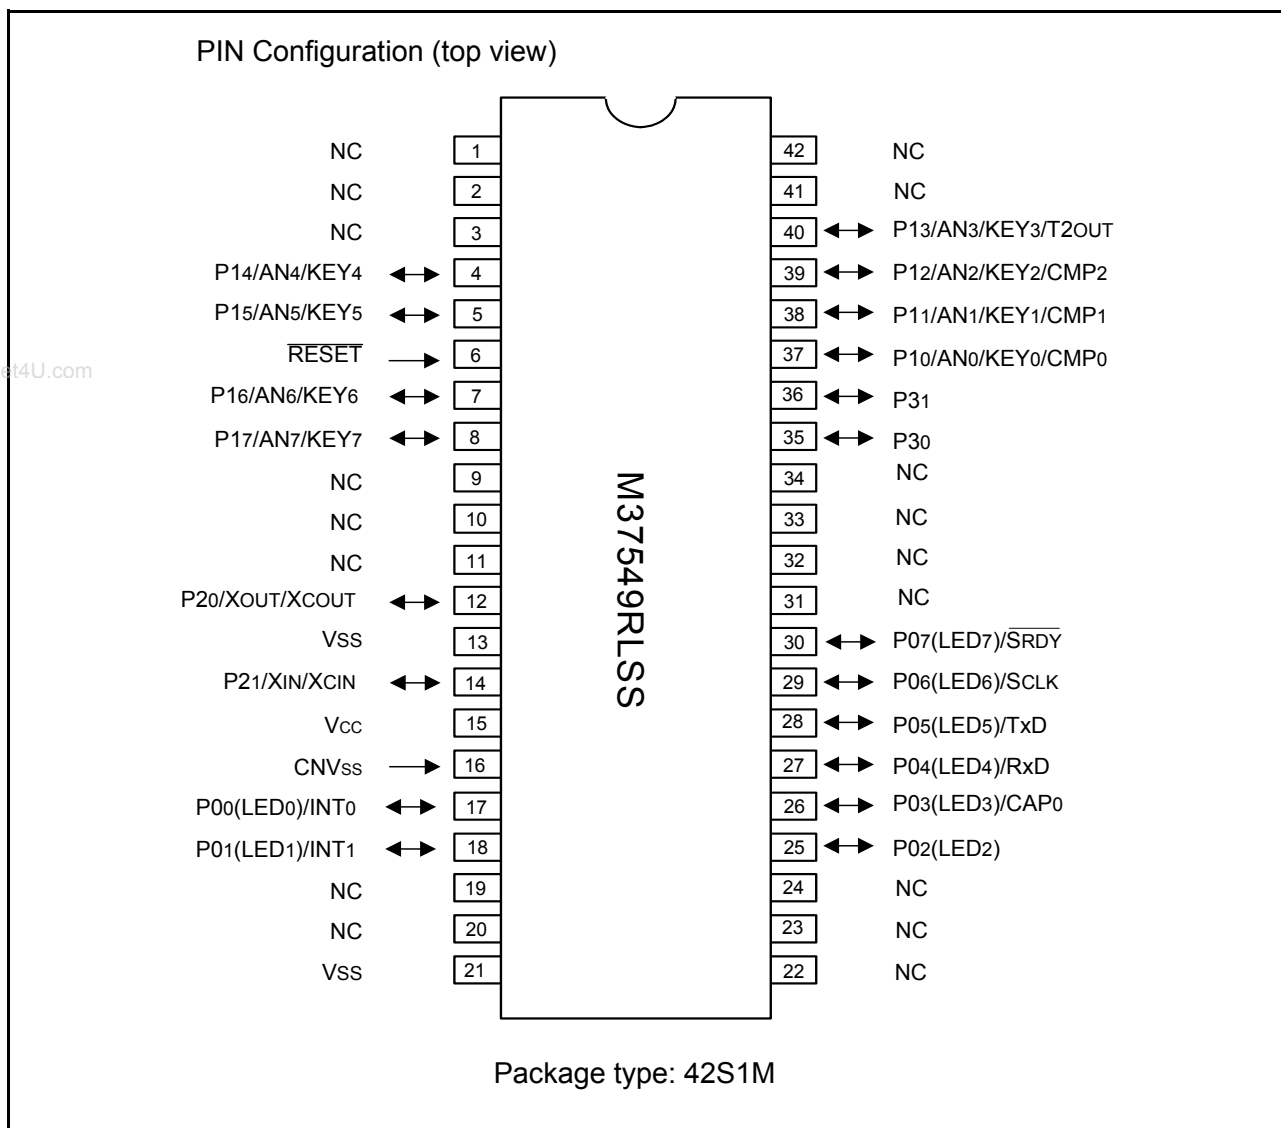 PIN Configuration (top view)
NC 1 42 NC
NC 2 41 NC
NC 3 40 P13/AN3/KEY3/T2OUT
P14/AN4/KEY4 4 39 P12/AN2/KEY2/CMP2
P15/AN5/KEY5 5 38 P11/AN1/KEY1/CMP1
RESET 6 37 P10/AN0/KEY0/CMP0
et4U.com
P16/AN6/KEY6 7 36 P31
P17/AN7/KEY7 8 35 P30
NC 9 34 NC
NC 10 33 NC
NC 11 32 NC
P20/XOUT/XCOUT 12 31 NC
VSS 13 30 P07(LED7)/SRDY
P21/XIN/XCIN 14 29 P06(LED6)/SCLK
VCC 15 28 P05(LED5)/TxD
CNVSS 16 27 P04(LED4)/RxD
P00(LED0)/INT0 17 26 P03(LED3)/CAP0
P01(LED1)/INT1 18 25 P02(LED2)
NC 19 24 NC
NC 20 23 NC
VSS 21 22 NC
M37549RLSS
Package type: 42S1M